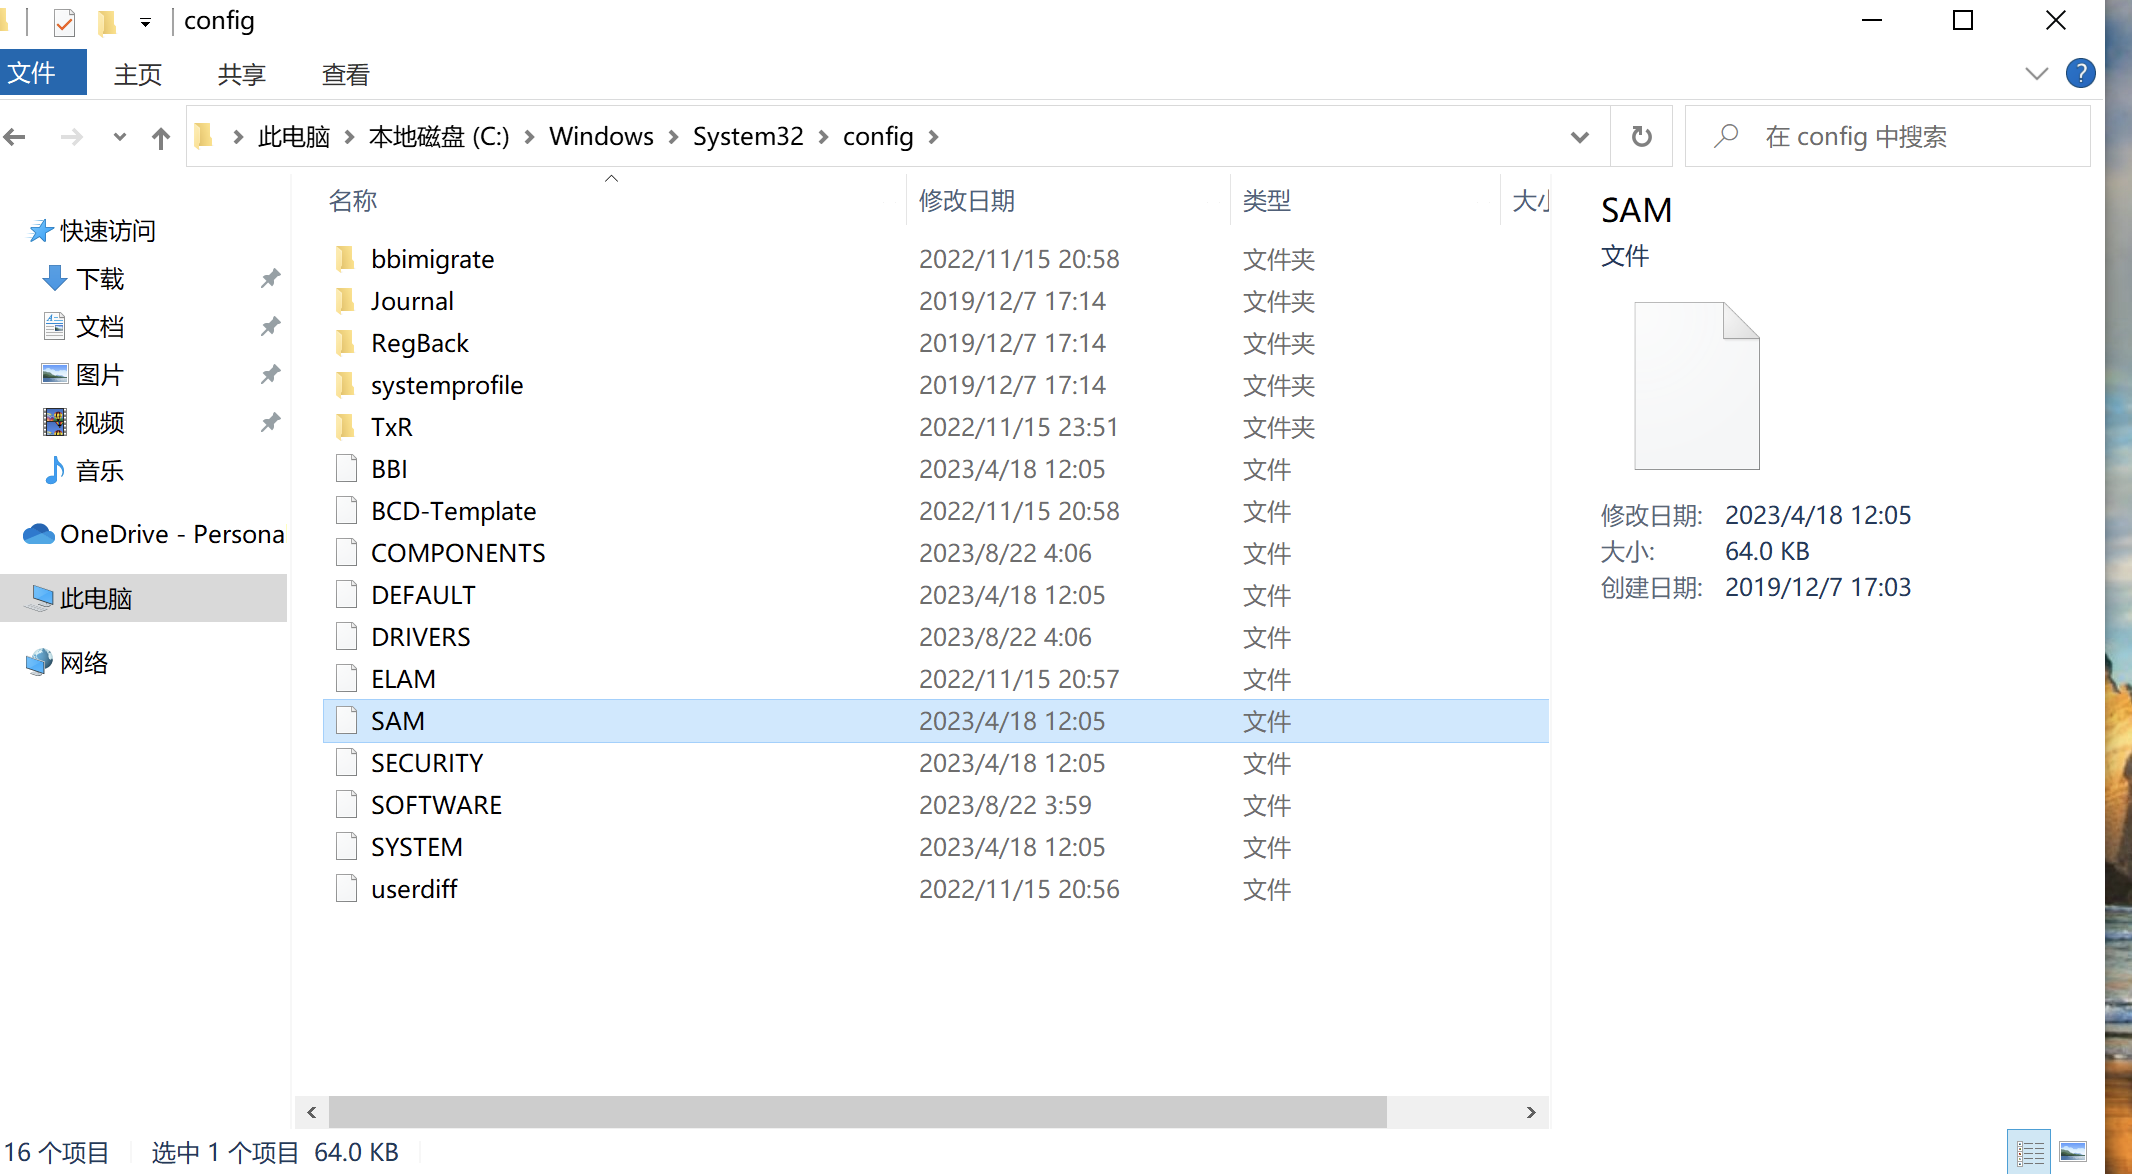 config
文件 主页 共享 查看
此电脑 本地磁盘 (C:) Windows System32 config
在 config 中搜索
快速访问
下载
文档
图片
视频
音乐
OneDrive - Persona
此电脑
网络
名称 修改日期 类型 大小
bbimigrate 2022/11/15 20:58 文件夹
Journal 2019/12/7 17:14 文件夹
RegBack 2019/12/7 17:14 文件夹
systemprofile 2019/12/7 17:14 文件夹
TxR 2022/11/15 23:51 文件夹
BBI 2023/4/18 12:05 文件
BCD-Template 2022/11/15 20:58 文件
COMPONENTS 2023/8/22 4:06 文件
DEFAULT 2023/4/18 12:05 文件
DRIVERS 2023/8/22 4:06 文件
ELAM 2022/11/15 20:57 文件
SAM 2023/4/18 12:05 文件
SECURITY 2023/4/18 12:05 文件
SOFTWARE 2023/8/22 3:59 文件
SYSTEM 2023/4/18 12:05 文件
userdiff 2022/11/15 20:56 文件
SAM
文件
修改日期: 2023/4/18 12:05
大小: 64.0 KB
创建日期: 2019/12/7 17:03
16 个项目 选中 1 个项目 64.0 KB